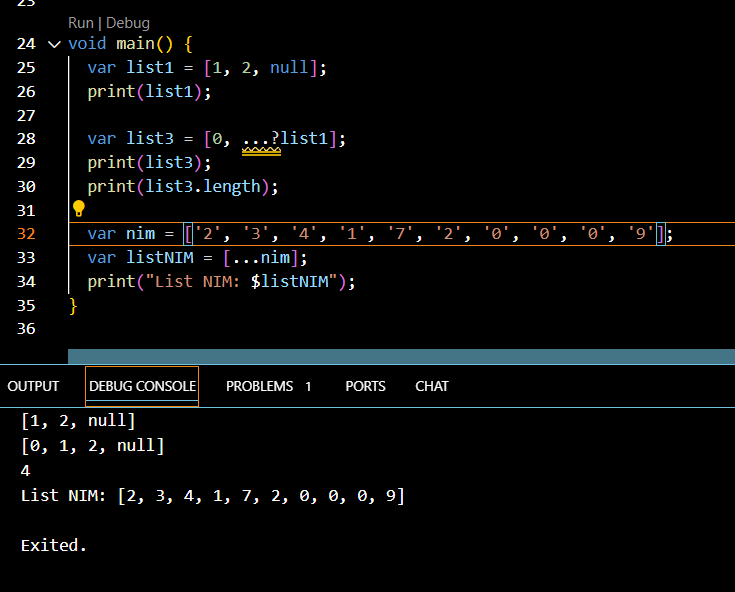 23
Run | Debug
24 void main() {
25 var list1 = [1, 2, null];
26 print(list1);
27
28 var list3 = [0, ...?list1];
29 print(list3);
30 print(list3.length);
31
32 var nim = ['2', '3', '4', '1', '7', '2', '0', '0', '0', '9'];
33 var listNIM = [...nim];
34 print("List NIM: $listNIM");
35 }
36
OUTPUT DEBUG CONSOLE PROBLEMS 1 PORTS CHAT
[1, 2, null]
[0, 1, 2, null]
4
List NIM: [2, 3, 4, 1, 7, 2, 0, 0, 0, 9]
Exited.